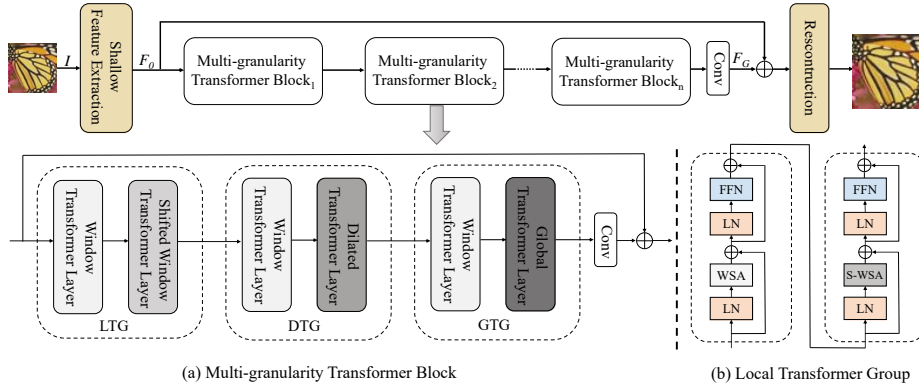 I
Shallow
Feature Extraction
F0
Multi-granularity
Transformer Block1
Multi-granularity
Transformer Block2
Multi-granularity
Transformer Blockn
Conv
FG
Rescontruction
Window
Transformer Layer
Shifted Window
Transformer Layer
LTG
Window
Transformer Layer
Dilated
Transformer Layer
DTG
Window
Transformer Layer
Global
Transformer Layer
GTG
Conv
FFN
LN
WSA
LN
FFN
LN
S-WSA
LN
(a) Multi-granularity Transformer Block
(b) Local Transformer Group